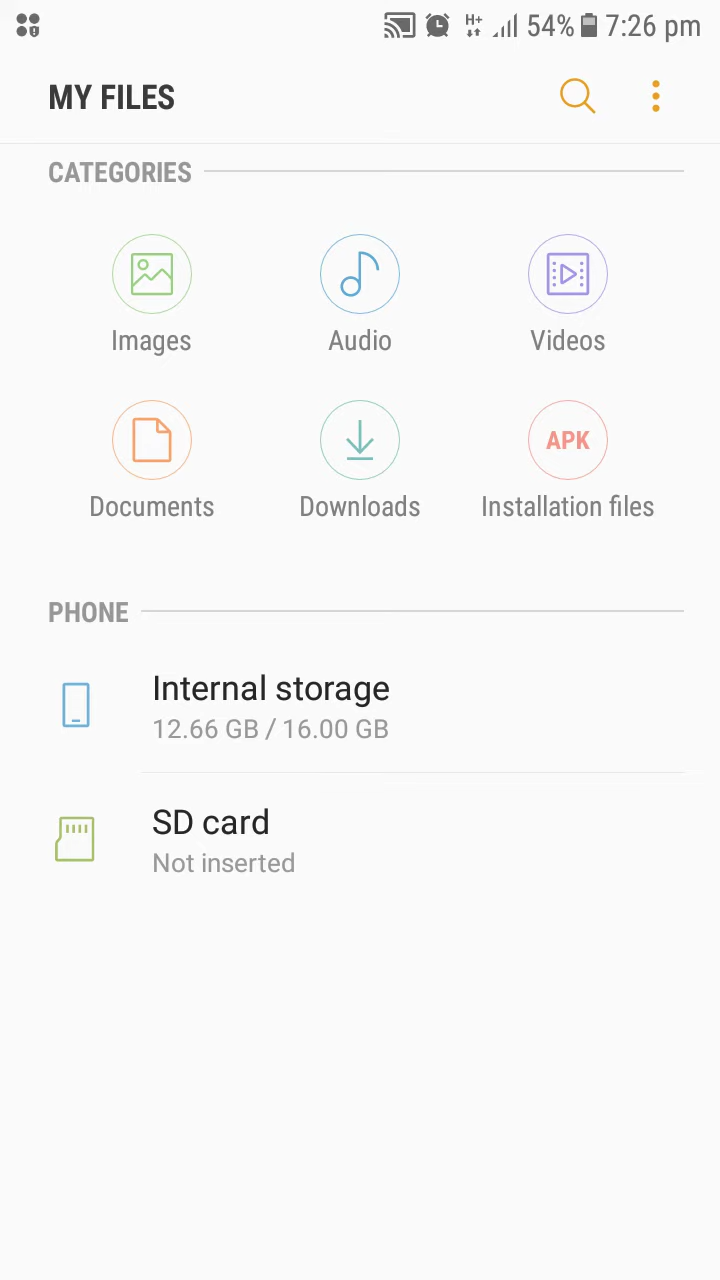 H+ 54% 7:26 pm
MY FILES
CATEGORIES
Images Audio Videos
APK
Documents Downloads Installation files
PHONE
Internal storage
12.66 GB / 16.00 GB
SD card
Not inserted